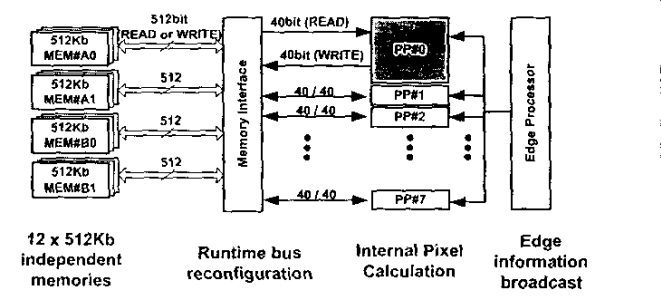 512bit
READ or WRITE)
40bit (READ)
512Kb
MEM#A0
PP#0
40bit (WRITE)
512Kb
MEM#A1
512
40 / 40
PP#1
40 / 40
PP#2
512Kb
MEM#B0
512
Memory Interface
Edge Processor
512Kb
MEM#B1
512
40 / 40
PP#7
12 x 512Kb
independent
memories
Runtime bus
reconfiguration
Internal Pixel
Calculation
Edge
information
broadcast